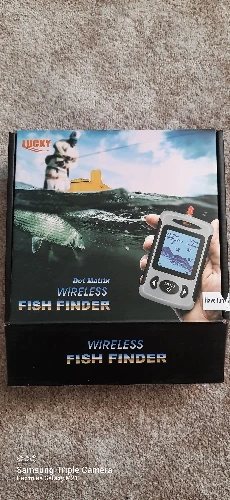 LUCKY
Dot Matrix
WIRELESS
FISH FINDER
WIRELESS
FISH FINDER
Samsung Triple Camera